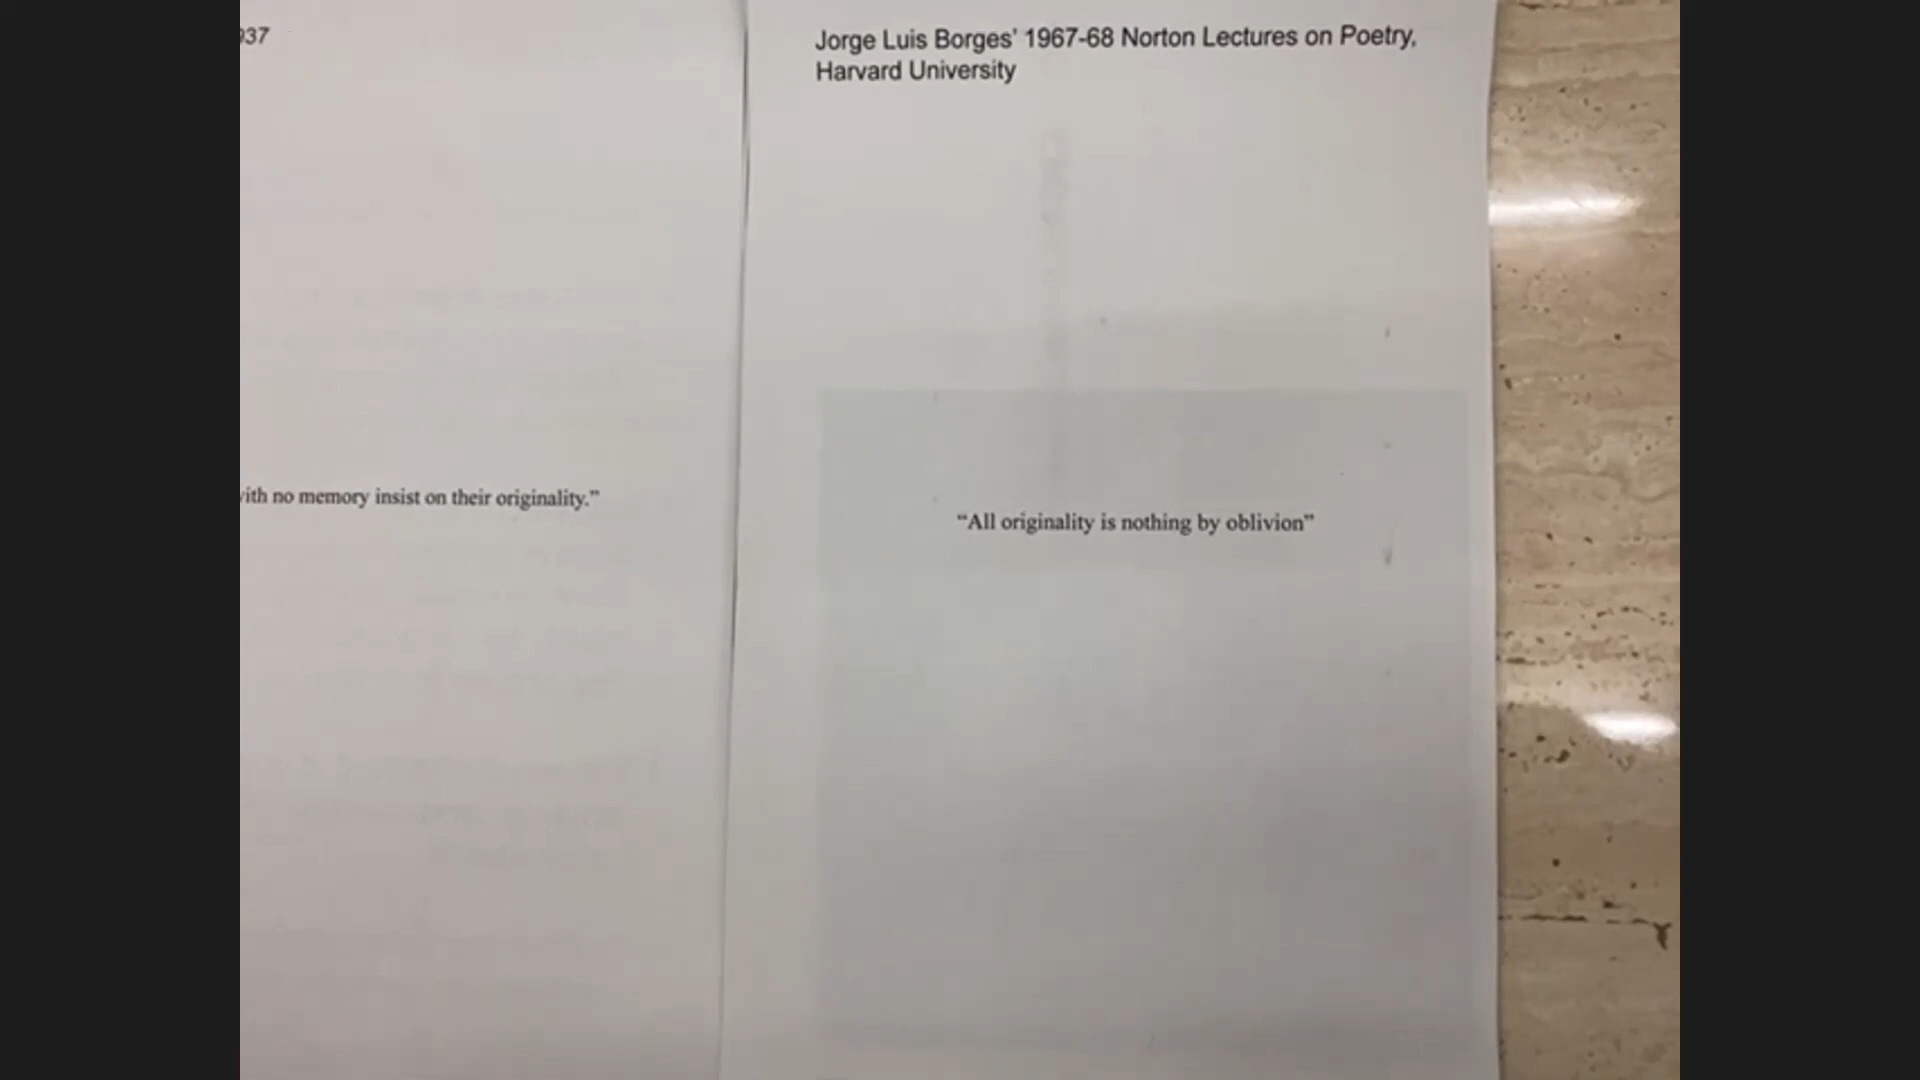 937
ith no memory insist on their originality.”
Jorge Luis Borges’ 1967-68 Norton Lectures on Poetry,
Harvard University
“All originality is nothing by oblivion”